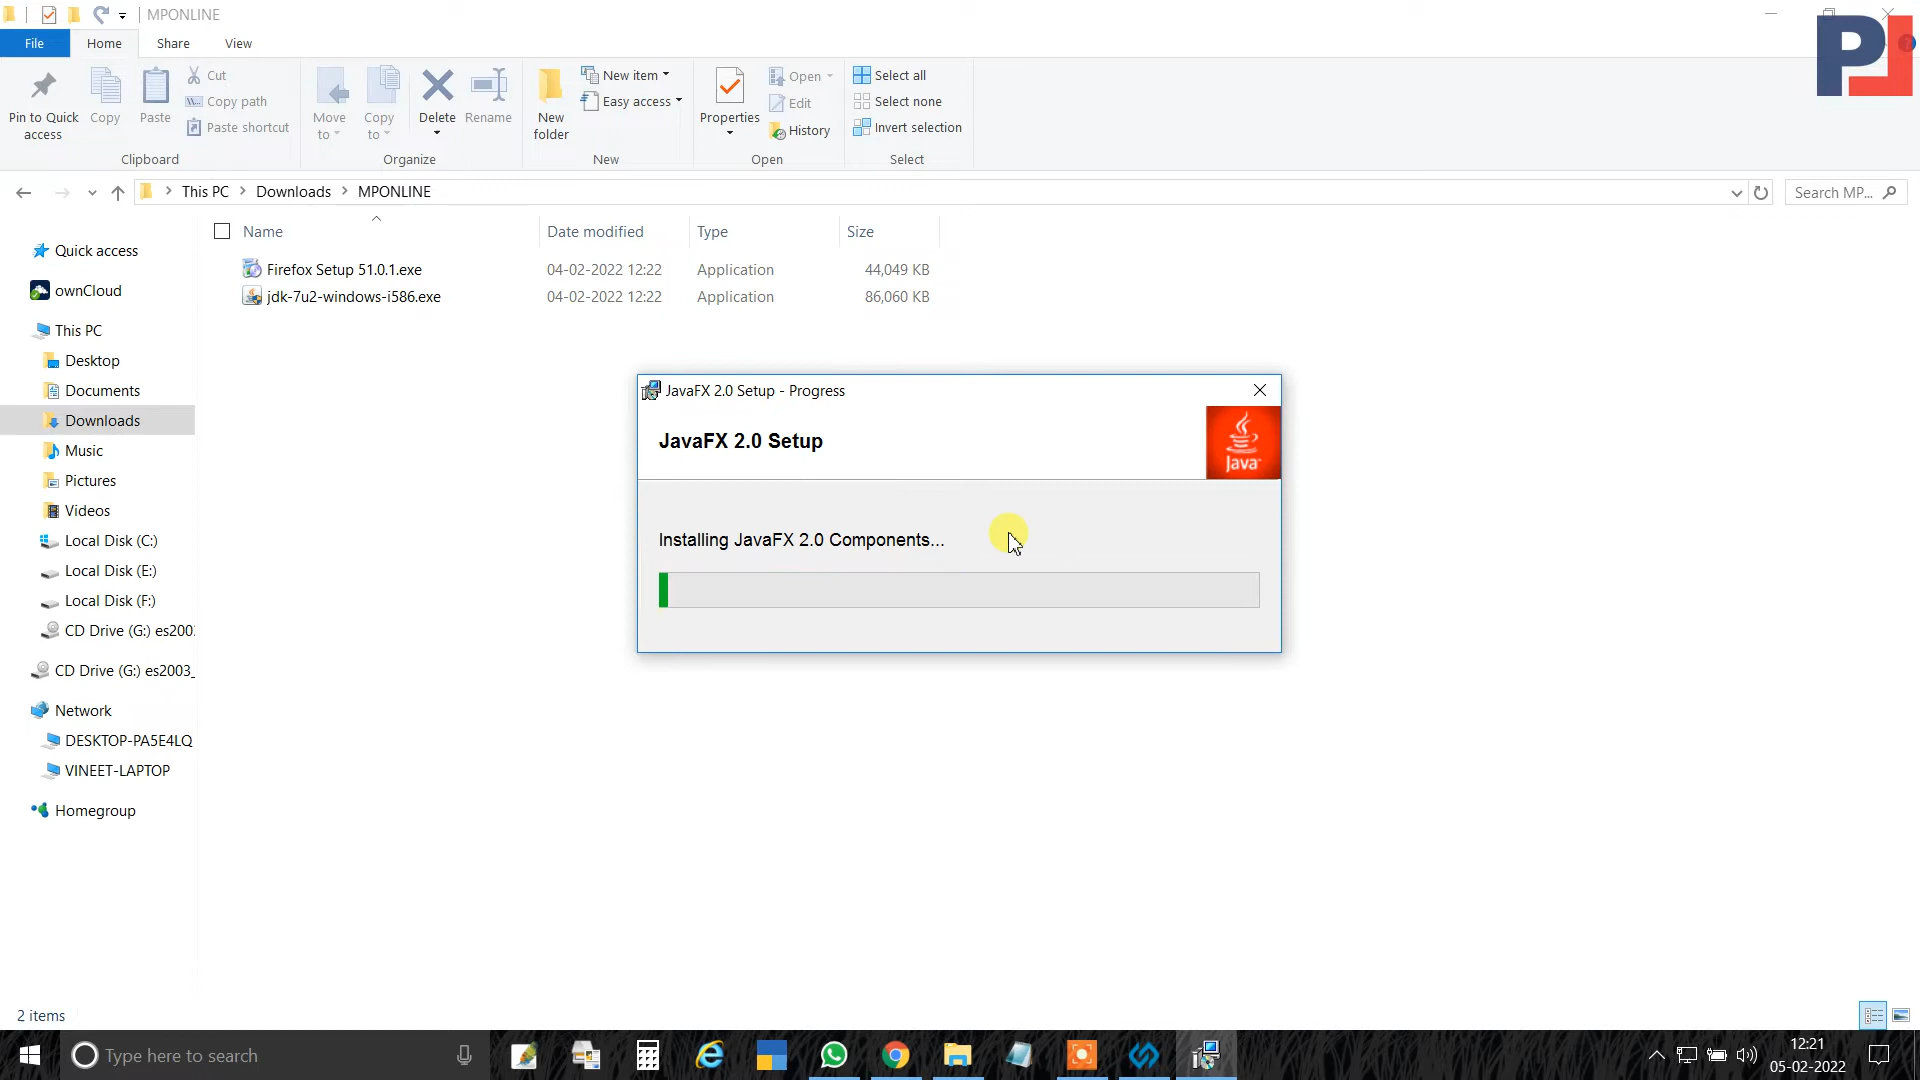 MPONLINE
File Home Share View
Pin to Quick access
Copy
Paste
Cut
Copy path
Paste shortcut
Clipboard
Move to
Copy to
Delete
Rename
Organize
New folder
New item
Easy access
New
Properties
Open
Edit
History
Open
Select all
Select none
Invert selection
Select
PL
This PC Downloads MPONLINE
Search MP...
Name Date modified Type Size
Firefox Setup 51.0.1.exe 04-02-2022 12:22 Application 44,049 KB
jdk-7u2-windows-i586.exe 04-02-2022 12:22 Application 86,060 KB
Quick access
ownCloud
This PC
Desktop
Documents
Downloads
Music
Pictures
Videos
Local Disk (C:)
Local Disk (E:)
Local Disk (F:)
CD Drive (G:) es200
CD Drive (G:) es2003_
Network
DESKTOP-PA5E4LQ
VINEET-LAPTOP
Homegroup
JavaFX 2.0 Setup - Progress
JavaFX 2.0 Setup
Java
Installing JavaFX 2.0 Components...
2 items
Type here to search
12:21
05-02-2022